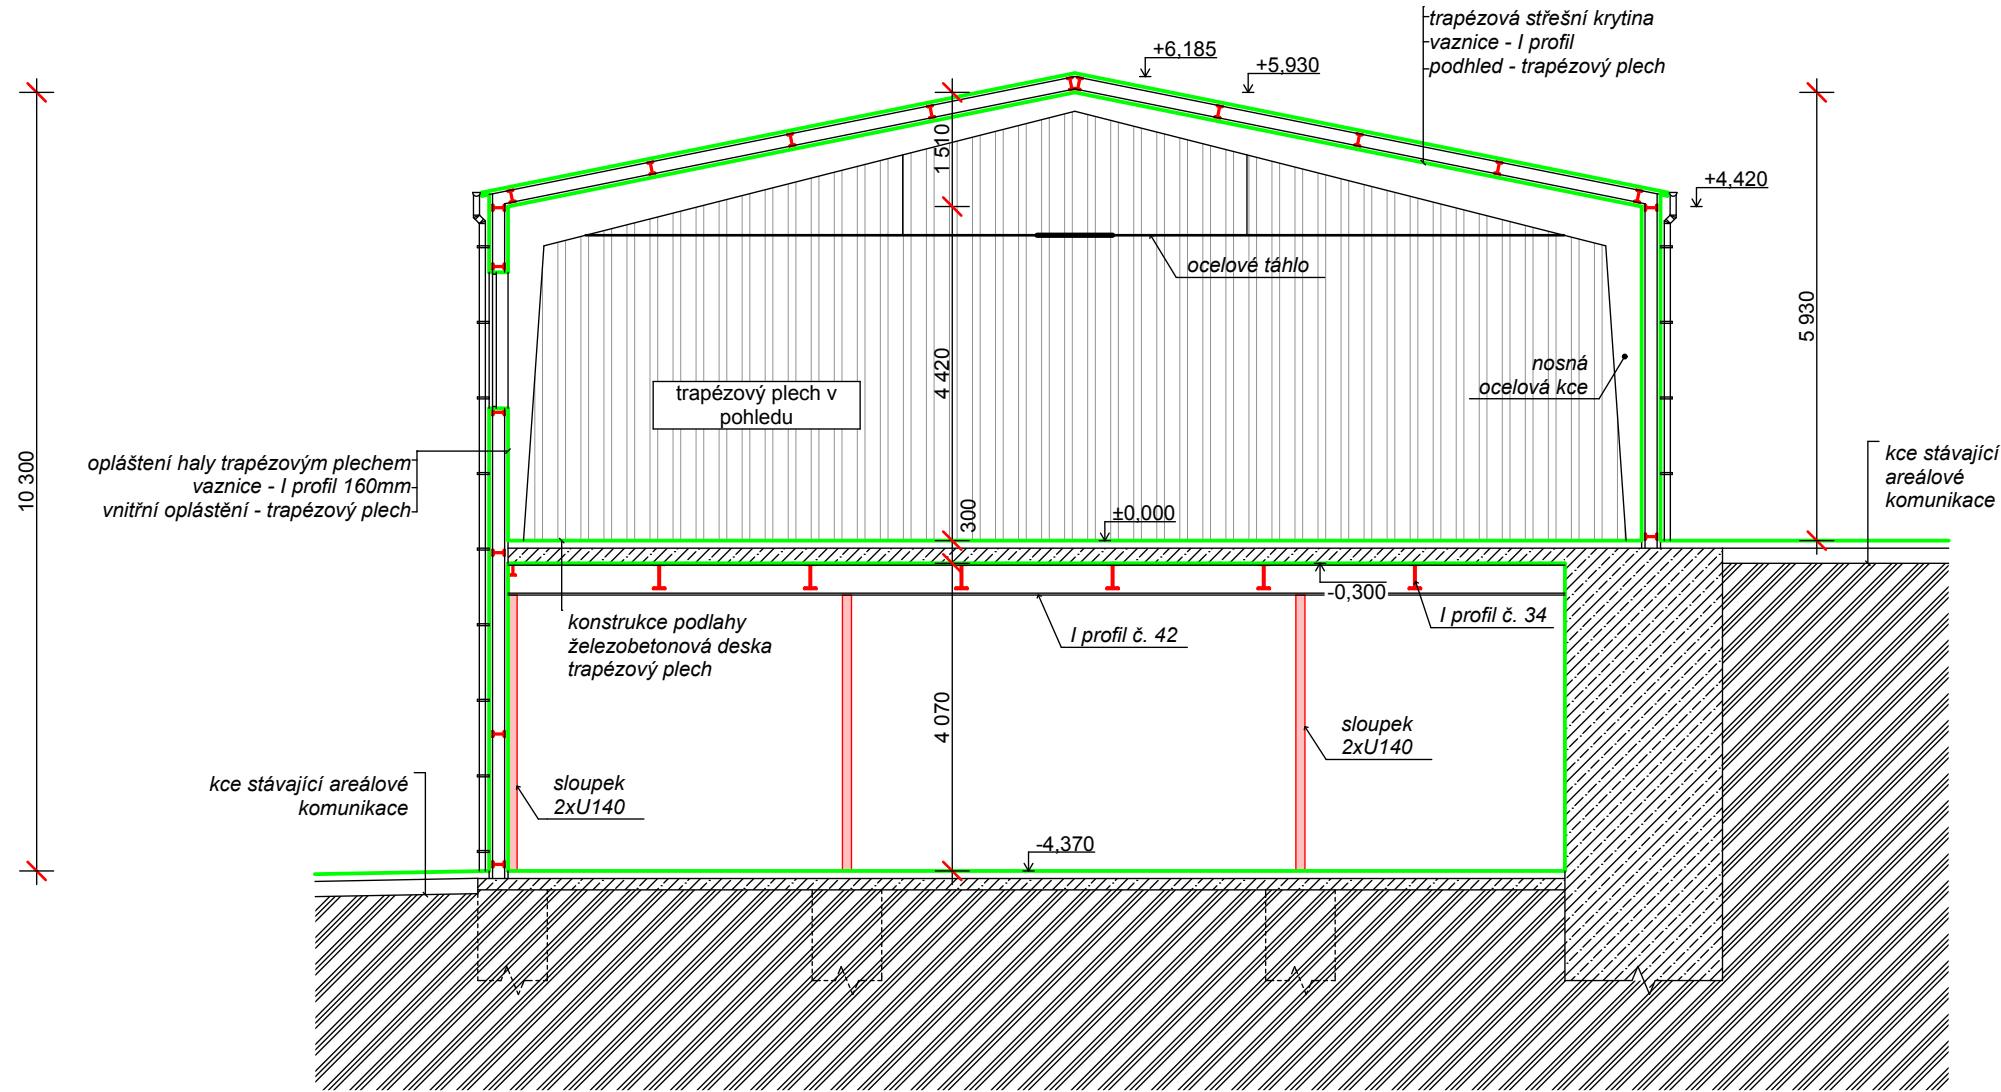 trapézová střešní krytina
vaznice - I profil
podhled - trapézový plech
+6,185
+5,930
1 510
+4,420
ocelové táhlo
5 930
4 420
nosná
ocelová kce
trapézový plech v
pohledu
10 300
opláštení haly trapézovým plechem
vaznice - I profil 160mm
vnitřní oplástění - trapézový plech
kce stávající
areálové
komunikace
300
±0,000
-0,300
I profil č. 34
I profil č. 42
konstrukce podlahy
železobetonová deska
trapézový plech
4 070
sloupek
2xU140
kce stávající areálové
komunikace
sloupek
2xU140
-4,370